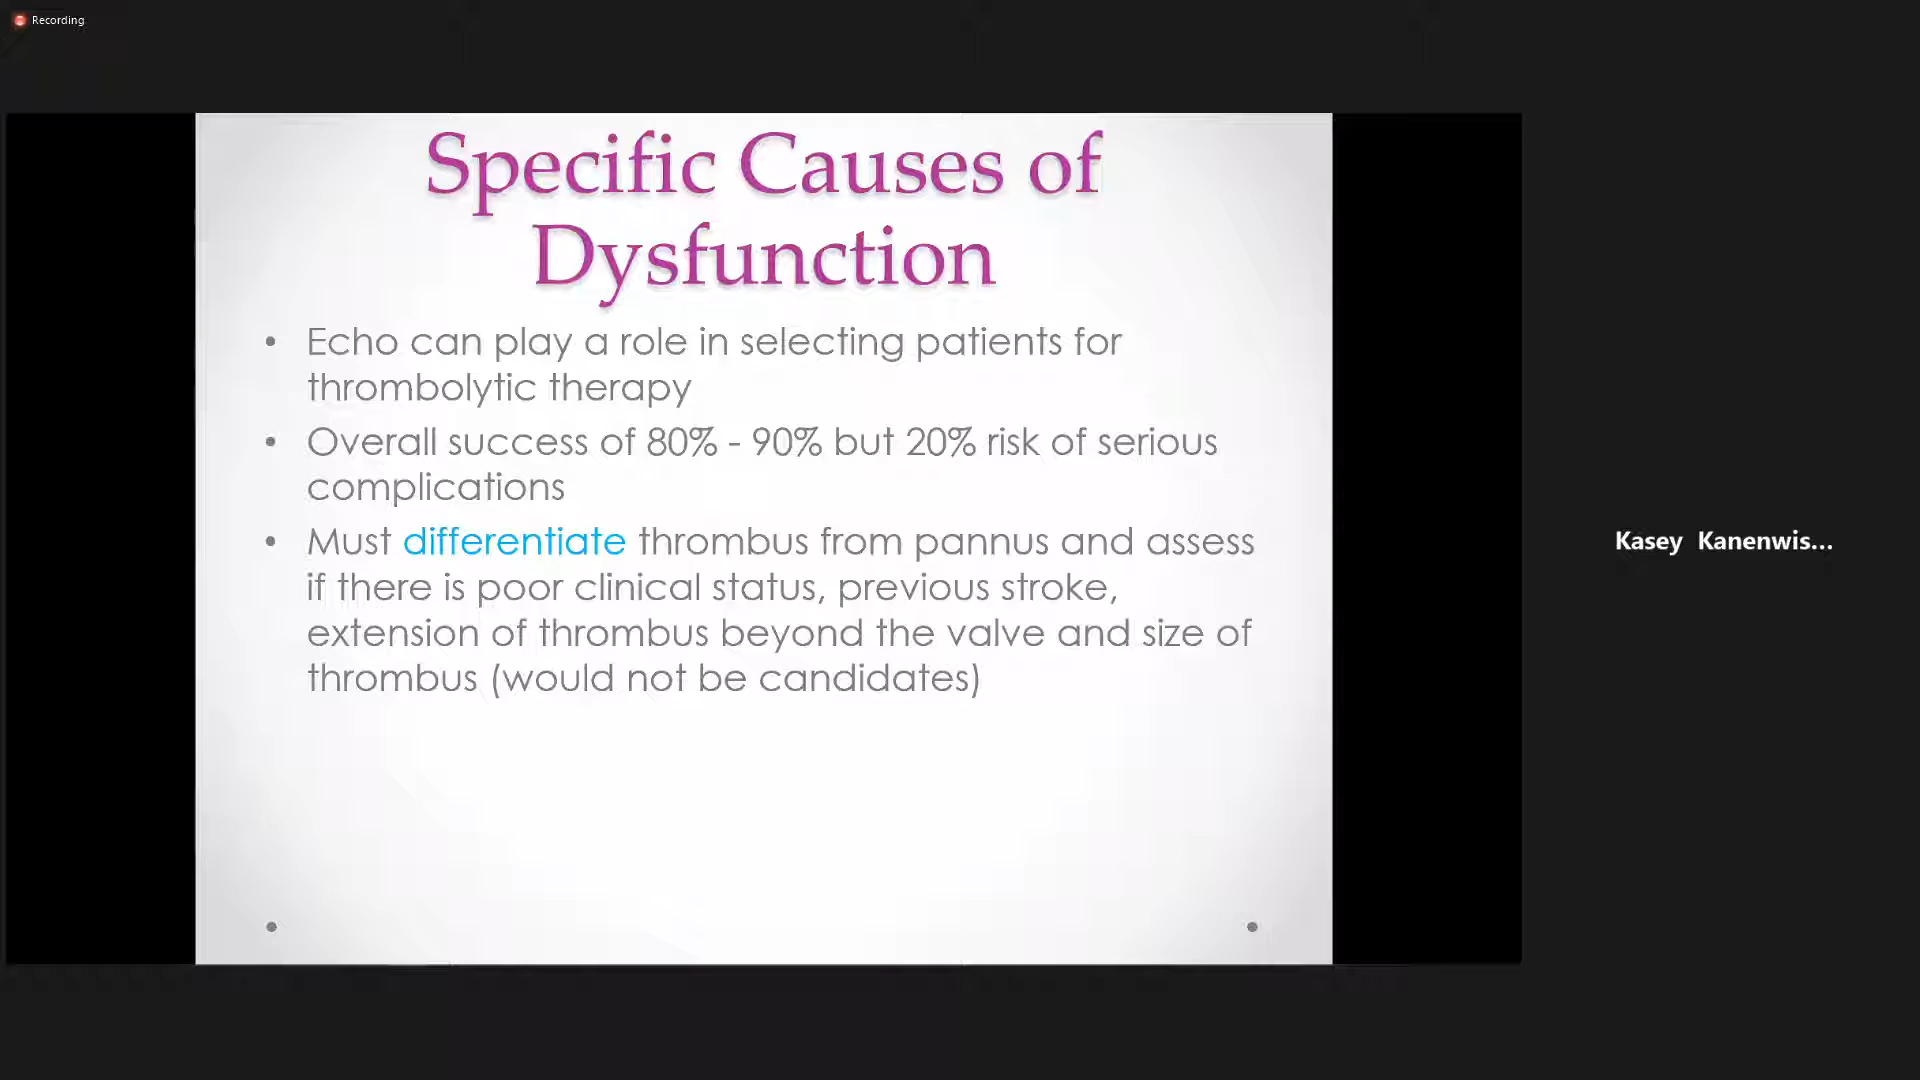 Recording
Specific Causes of
Dysfunction
• Echo can play a role in selecting patients for
thrombolytic therapy
• Overall success of 80% - 90% but 20% risk of serious
complications
• Must differentiate thrombus from pannus and assess
if there is poor clinical status, previous stroke,
extension of thrombus beyond the valve and size of
thrombus (would not be candidates)
Kasey Kanenwis...